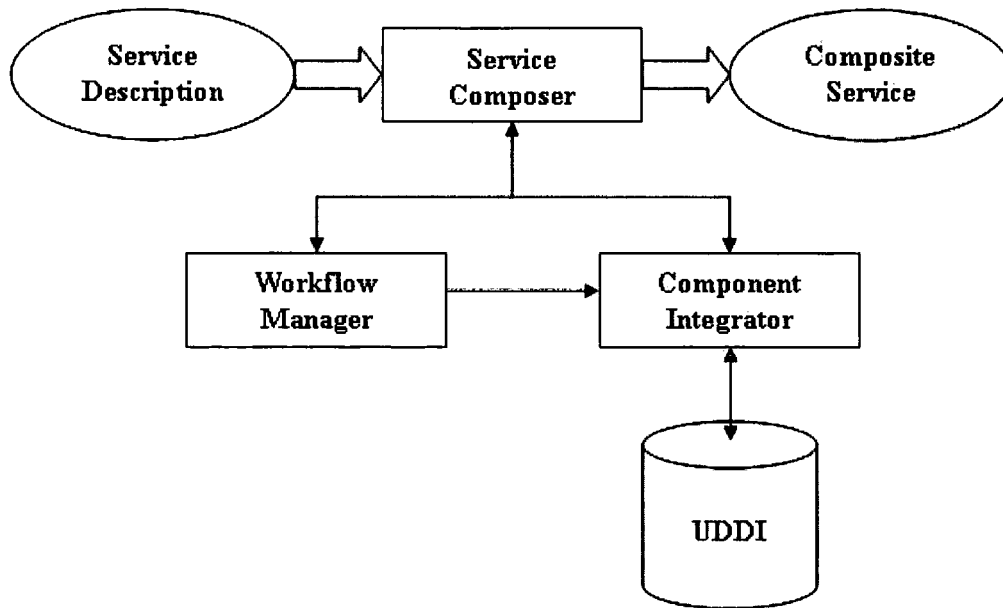 Service
Description
Service
Composer
Composite
Service
Workflow
Manager
Component
Integrator
UDDI